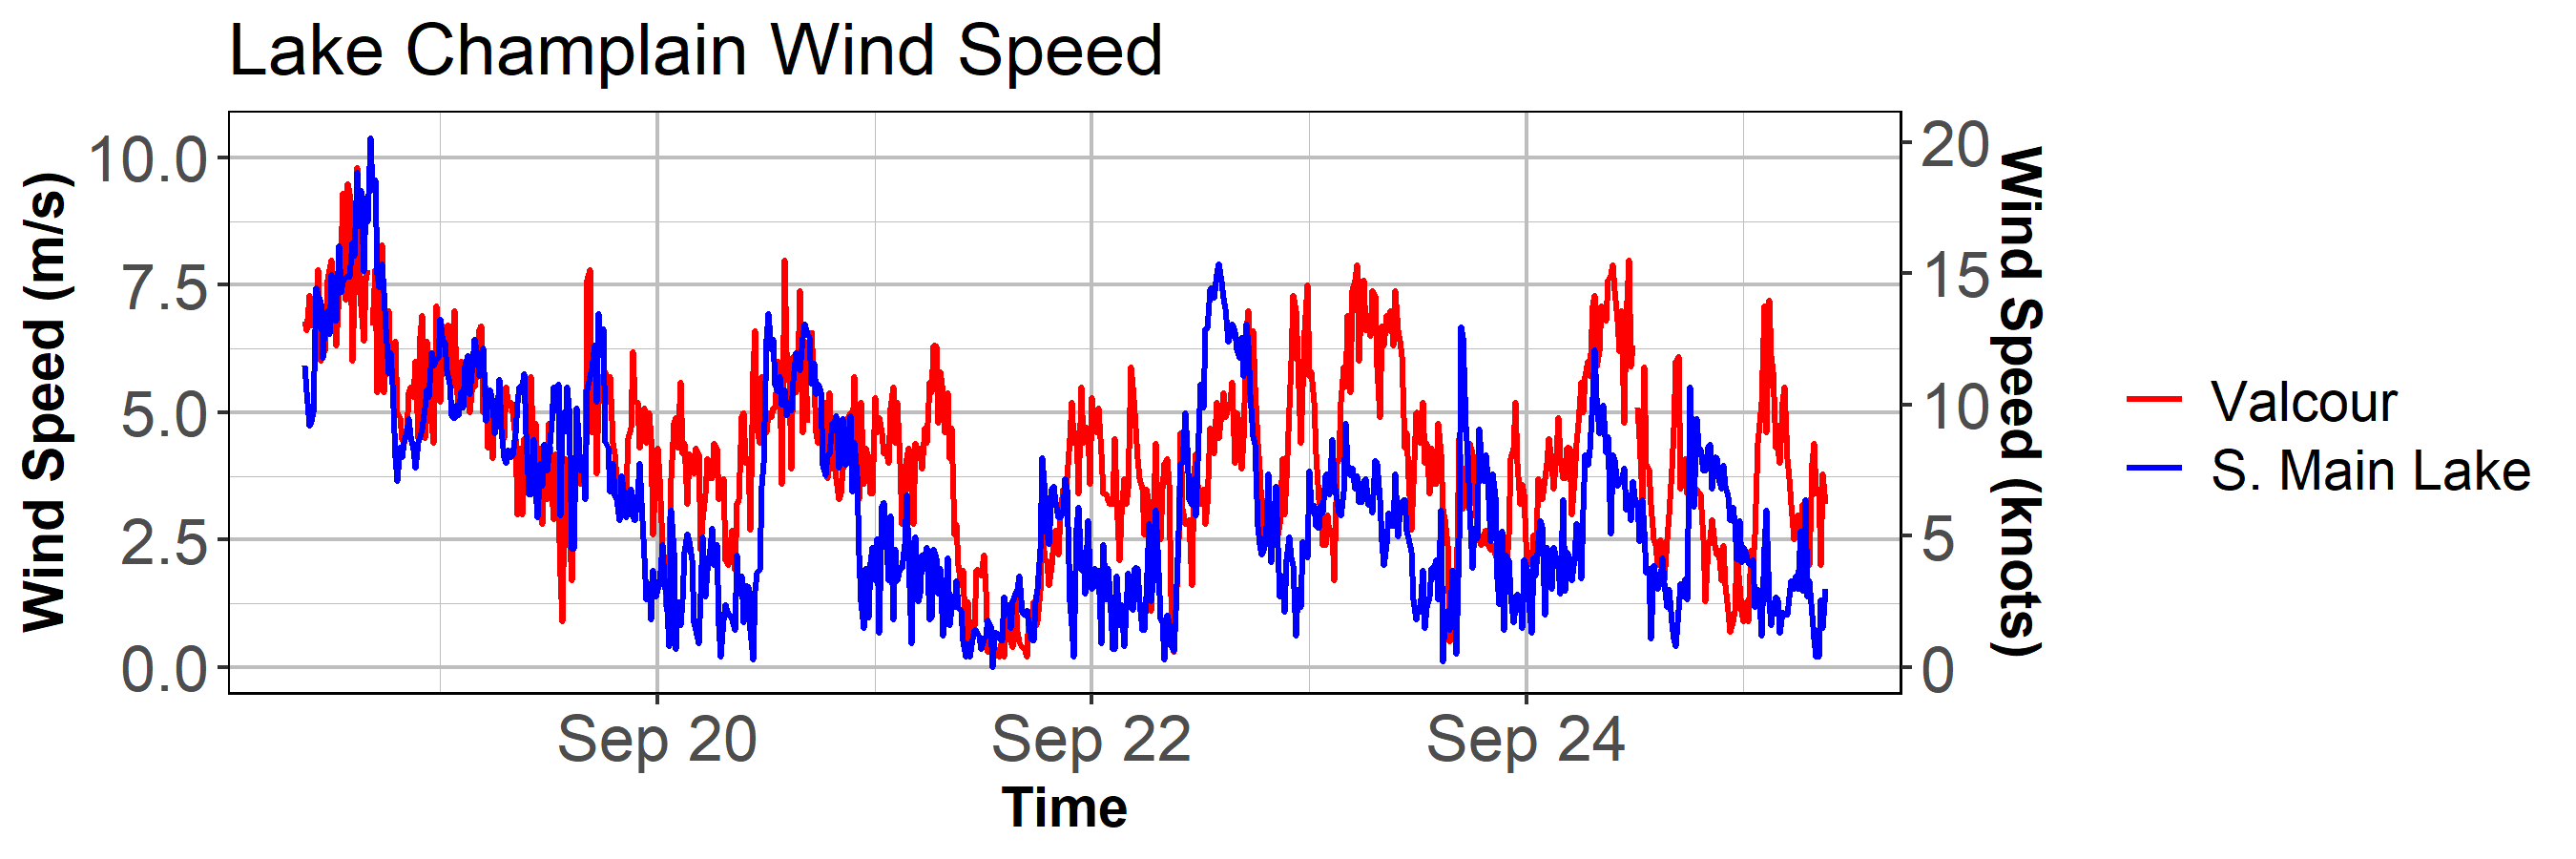 Lake Champlain Wind Speed
Wind Speed (m/s)
10.0
7.5
5.0
2.5
0.0
20
15
10
5
0
Wind Speed (knots)
Sep 20
Sep 22
Sep 24
Time
Valcour
S. Main Lake